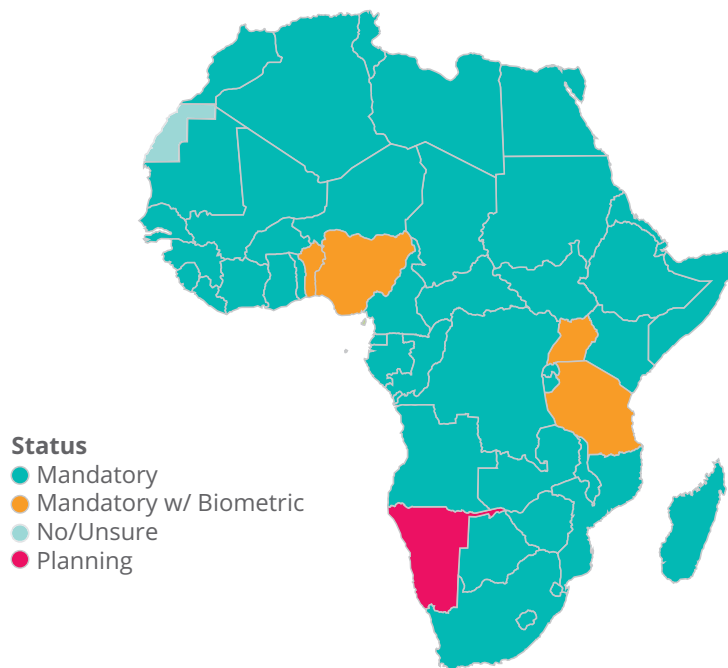 Status
Mandatory
Mandatory w/ Biometric
No/Unsure
Planning